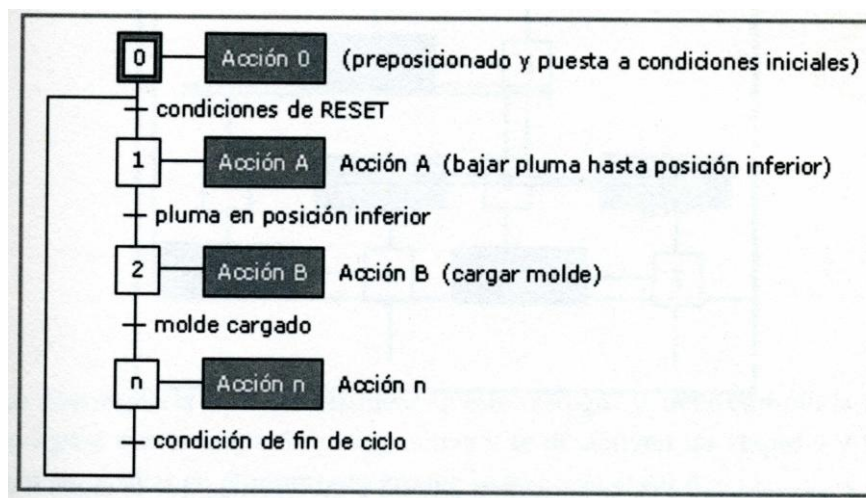 0 Acción 0 (preposicionado y puesta a condiciones iniciales)
condiciones de RESET
1 Acción A Acción A (bajar pluma hasta posición inferior)
pluma en posición inferior
2 Acción B Acción B (cargar molde)
molde cargado
n Acción n Acción n
condición de fin de ciclo